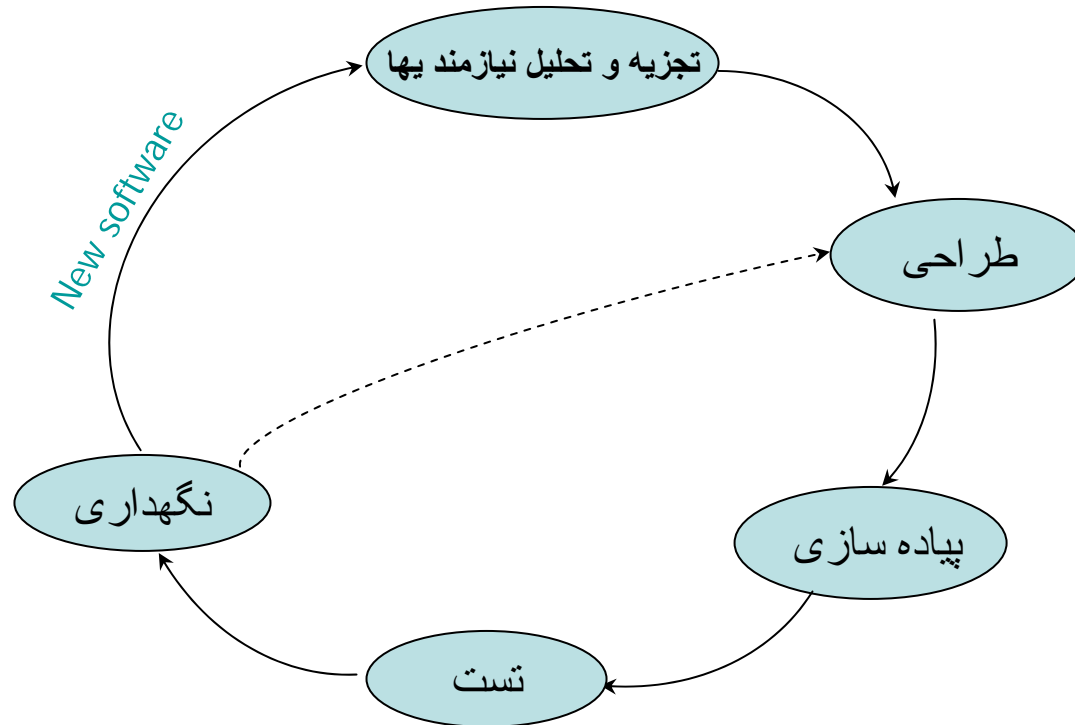 تجزیه و تحلیل نیازمند یها
New software
طراحی
نگهداری
پیاده سازی
تست